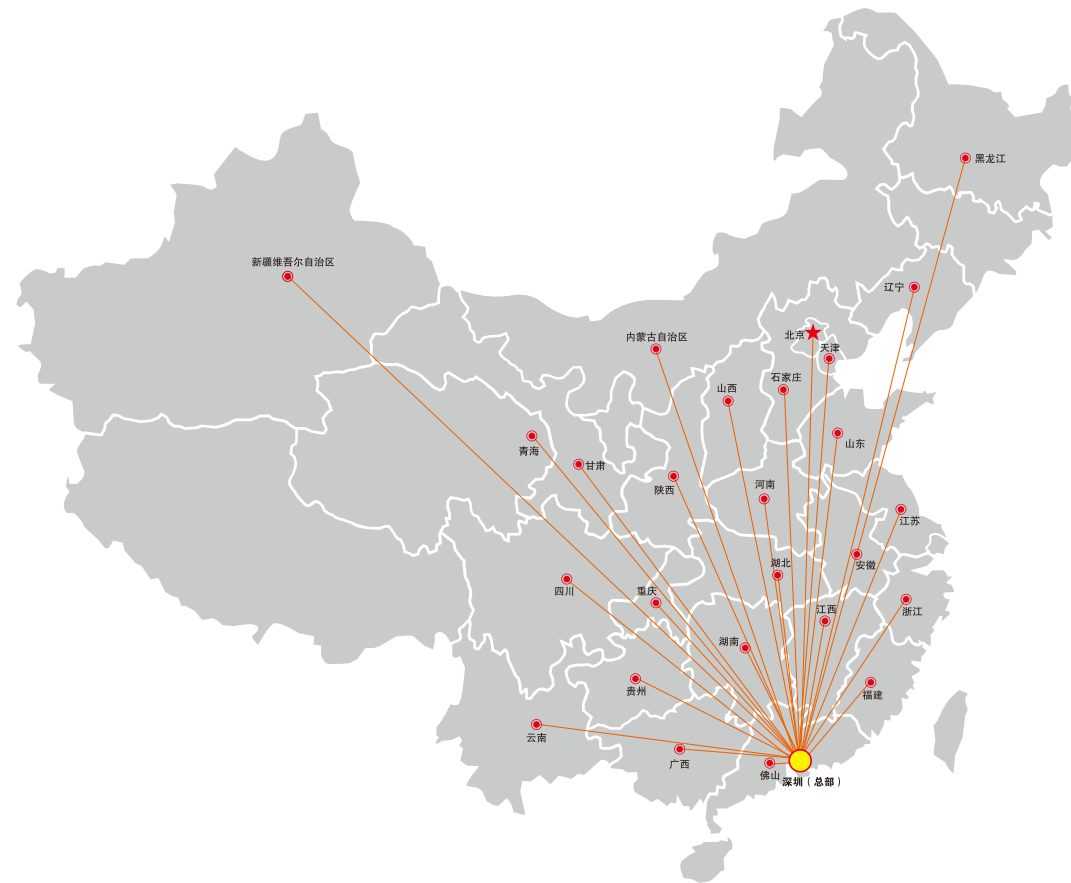 黑龙江
新疆维吾尔自治区
辽宁
北京
内蒙古自治区
天津
石家庄
山西
山东
青海
甘肃
陕西
河南
江苏
湖北
安徽
四川
重庆
江西
浙江
湖南
贵州
福建
云南
广西
佛山
深圳（总部）